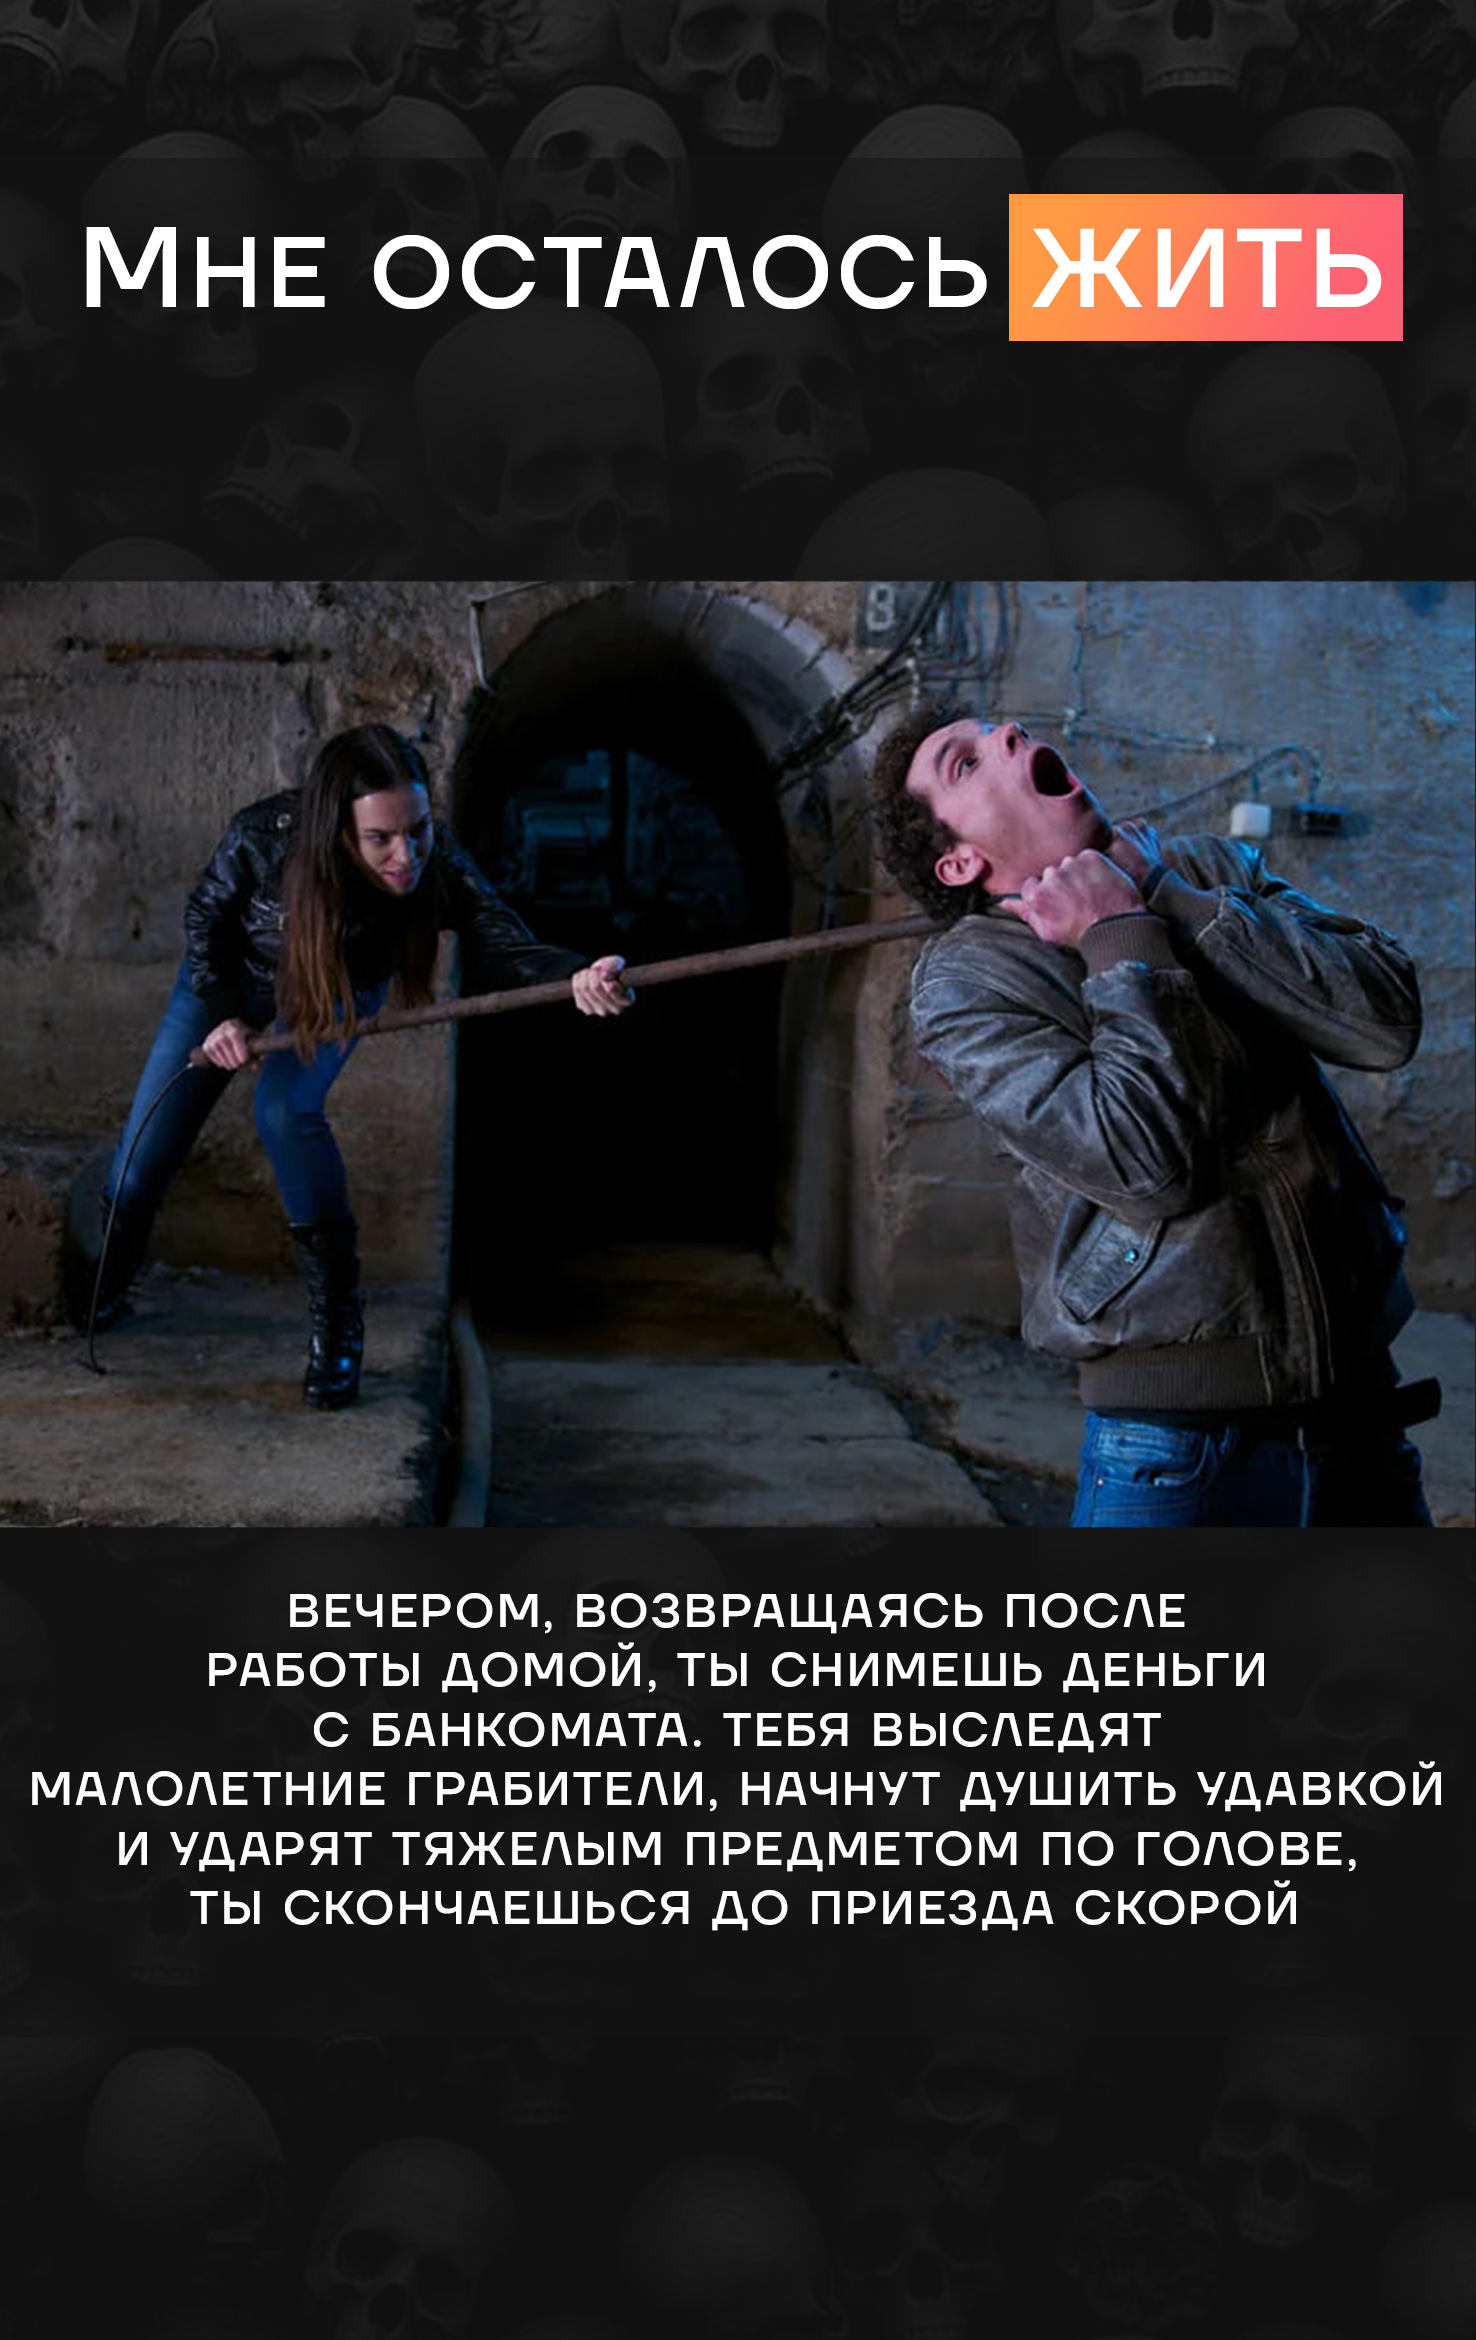 Мне осталось жить
8
ВЕЧЕРОМ, ВОЗВРАЩАЯСЬ ПОСЛЕ
РАБОТЫ ДОМОЙ, ТЫ СНИМЕШЬ ДЕНЬГИ
С БАНКОМАТА. ТЕБЯ ВЫСЛЕДЯТ
МАЛОЛЕТНИЕ ГРАБИТЕЛИ, НАЧНУТ ДУШИТЬ УДАВКОЙ
И УДАРЯТ ТЯЖЕЛЫМ ПРЕДМЕТОМ ПО ГОЛОВЕ,
ТЫ СКОНЧАЕШЬСЯ ДО ПРИЕЗДА СКОРОЙ